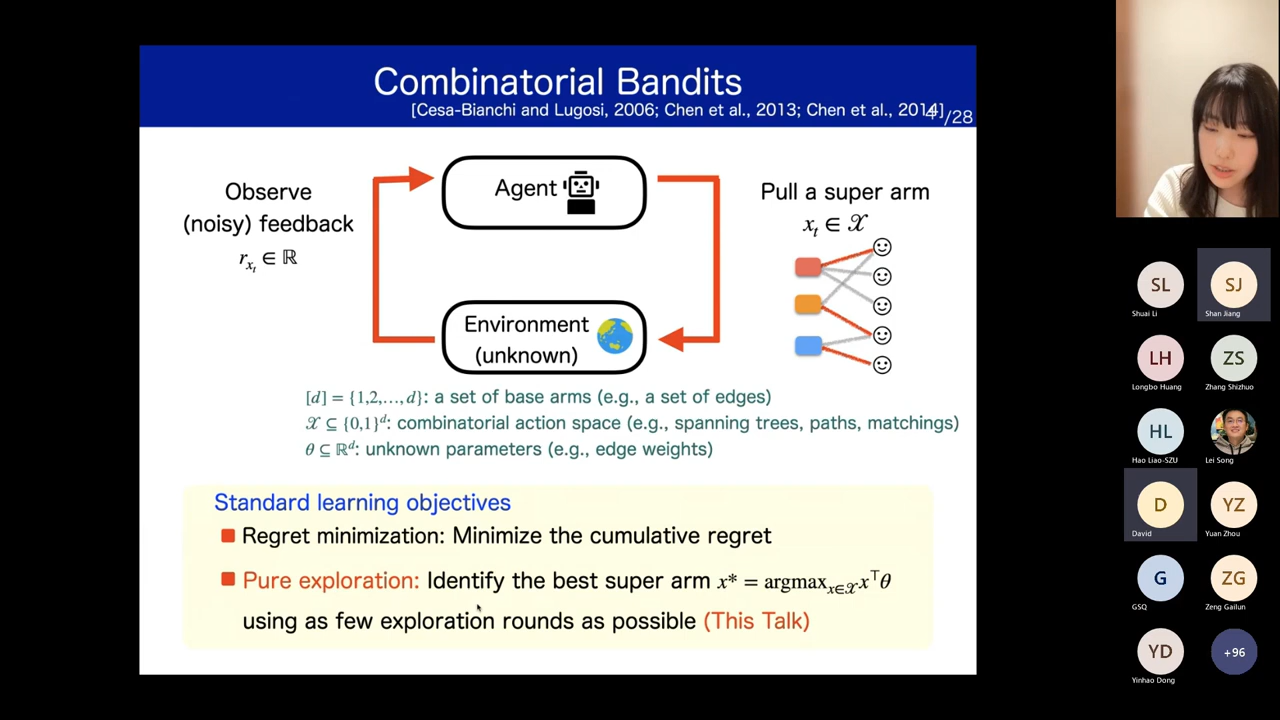 Combinatorial Bandits
[Cesa-Bianchi and Lugosi, 2006; Chen et al., 2013; Chen et al., 2014]
4/28
Observe
(noisy) feedback
r_{x_t} ∈ ℝ
Agent
Pull a super arm
x_t ∈ 𝒳
Environment
(unknown)
[d] = {1,2,…,d}: a set of base arms (e.g., a set of edges)
𝒳 ⊆ {0,1}^d: combinatorial action space (e.g., spanning trees, paths, matchings)
θ ⊆ ℝ^d: unknown parameters (e.g., edge weights)
Standard learning objectives
Regret minimization: Minimize the cumulative regret
Pure exploration: Identify the best super arm x* = argmax_{x∈𝒳} x^⊤θ
using as few exploration rounds as possible (This Talk)
SL
Shuai Li
SJ
Shan Jiang
LH
Longbo Huang
ZS
Zhang Shizhuo
HL
Hao Liao-SZU
Lei Song
D
David
YZ
Yuan Zhou
G
GSQ
ZG
Zeng Gailun
YD
Yinhao Dong
+96